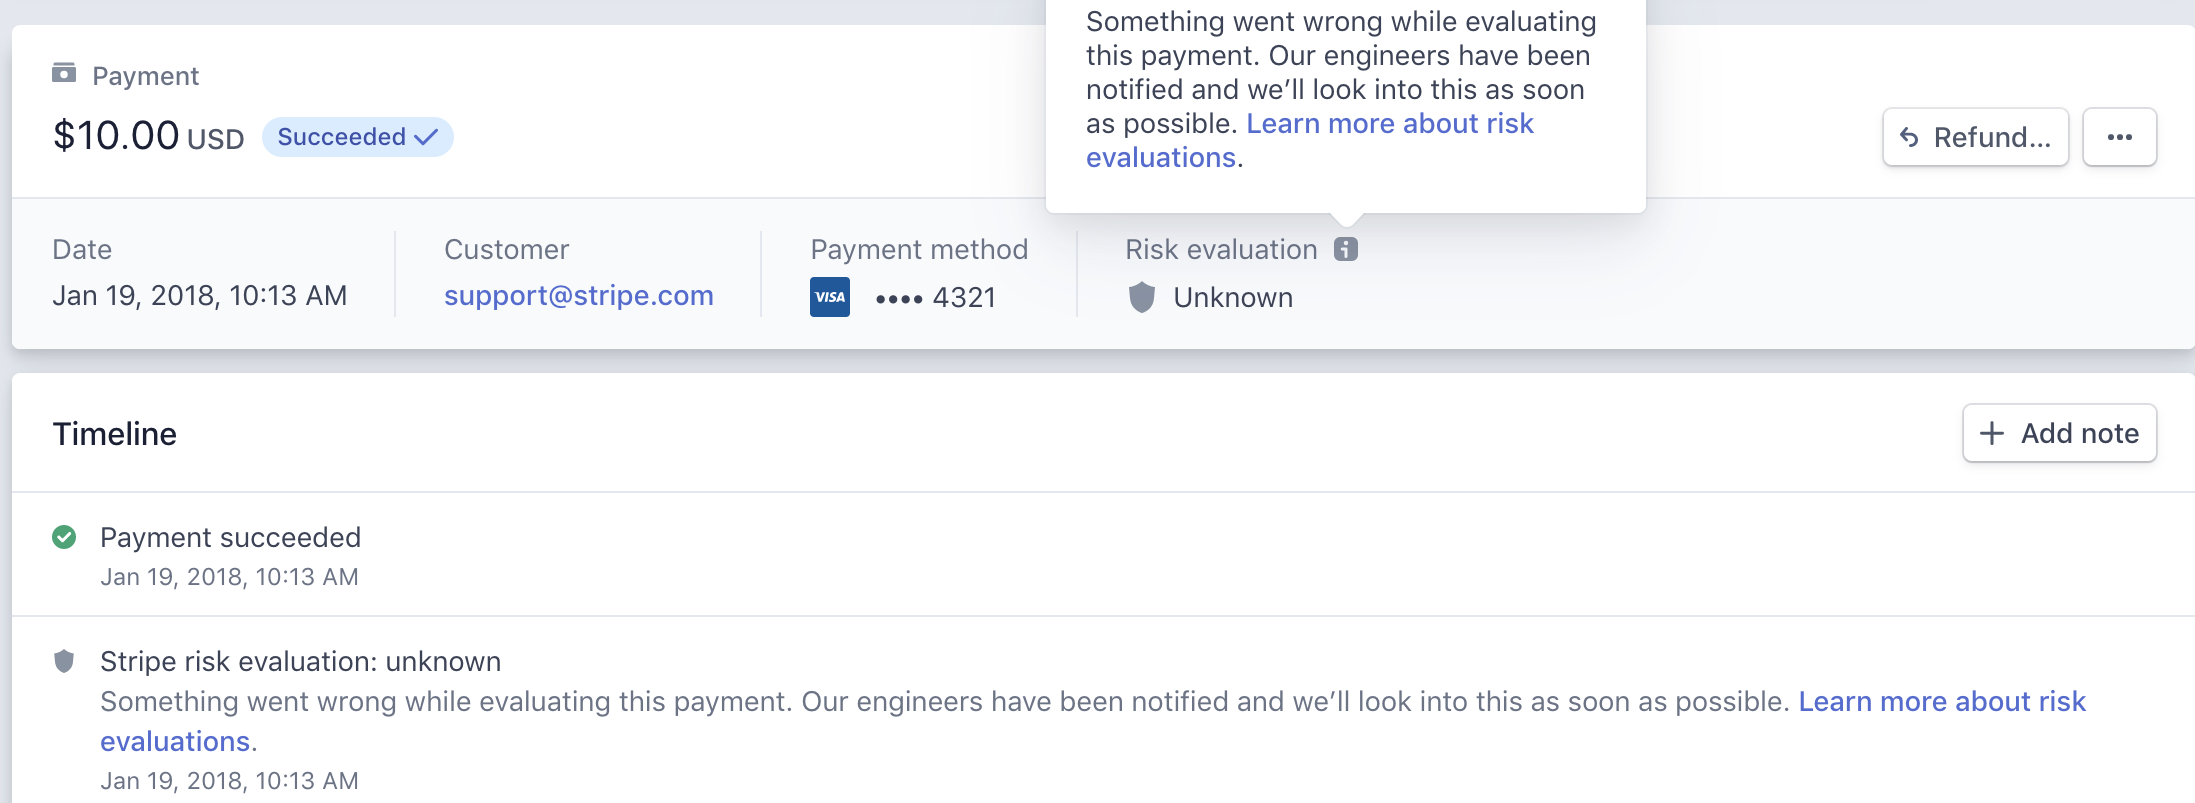 Something went wrong while evaluating
this payment. Our engineers have been
notified and we’ll look into this as soon
as possible. Learn more about risk
evaluations.
Payment
$10.00 USD Succeeded
Refund...
Date
Jan 19, 2018, 10:13 AM
Customer
support@stripe.com
Payment method
VISA •••• 4321
Risk evaluation
Unknown
Timeline
Add note
Payment succeeded
Jan 19, 2018, 10:13 AM
Stripe risk evaluation: unknown
Something went wrong while evaluating this payment. Our engineers have been notified and we’ll look into this as soon as possible. Learn more about risk
evaluations.
Jan 19, 2018, 10:13 AM